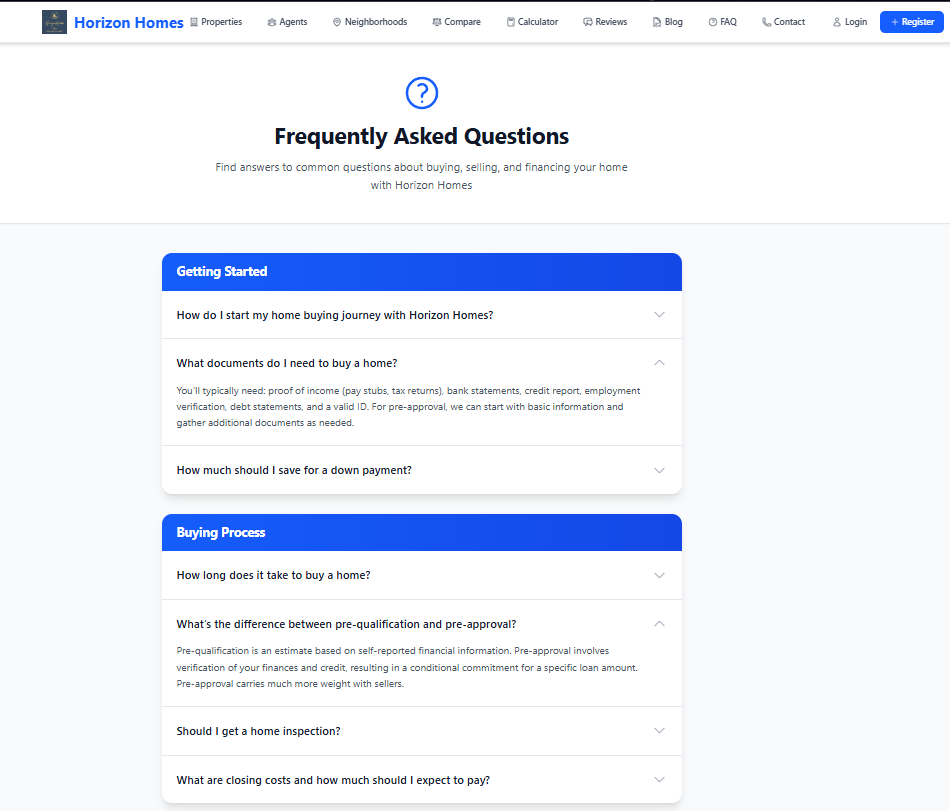 Horizon Homes Properties Agents Neighborhoods Compare Calculator Reviews Blog FAQ Contact Login + Register
Frequently Asked Questions
Find answers to common questions about buying, selling, and financing your home
with Horizon Homes
Getting Started
How do I start my home buying journey with Horizon Homes?
What documents do I need to buy a home?
You'll typically need: proof of income (pay stubs, tax returns), bank statements, credit report, employment
verification, debt statements, and a valid ID. For pre-approval, we can start with basic information and
gather additional documents as needed.
How much should I save for a down payment?
Buying Process
How long does it take to buy a home?
What's the difference between pre-qualification and pre-approval?
Pre-qualification is an estimate based on self-reported financial information. Pre-approval involves
verification of your finances and credit, resulting in a conditional commitment for a specific loan amount.
Pre-approval carries much more weight with sellers.
Should I get a home inspection?
What are closing costs and how much should I expect to pay?